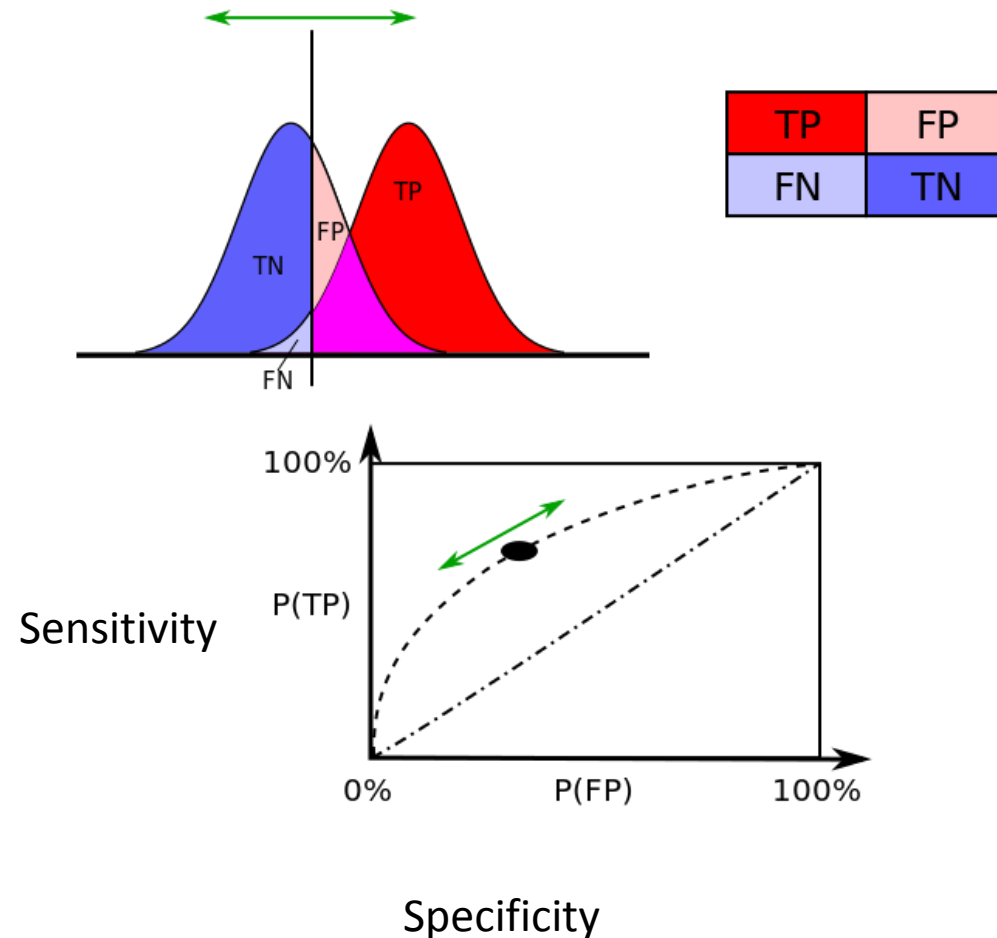 TP FP
FN TN
TP
FP
TN
FN
100%
P(TP)
Sensitivity
0% P(FP) 100%
Specificity